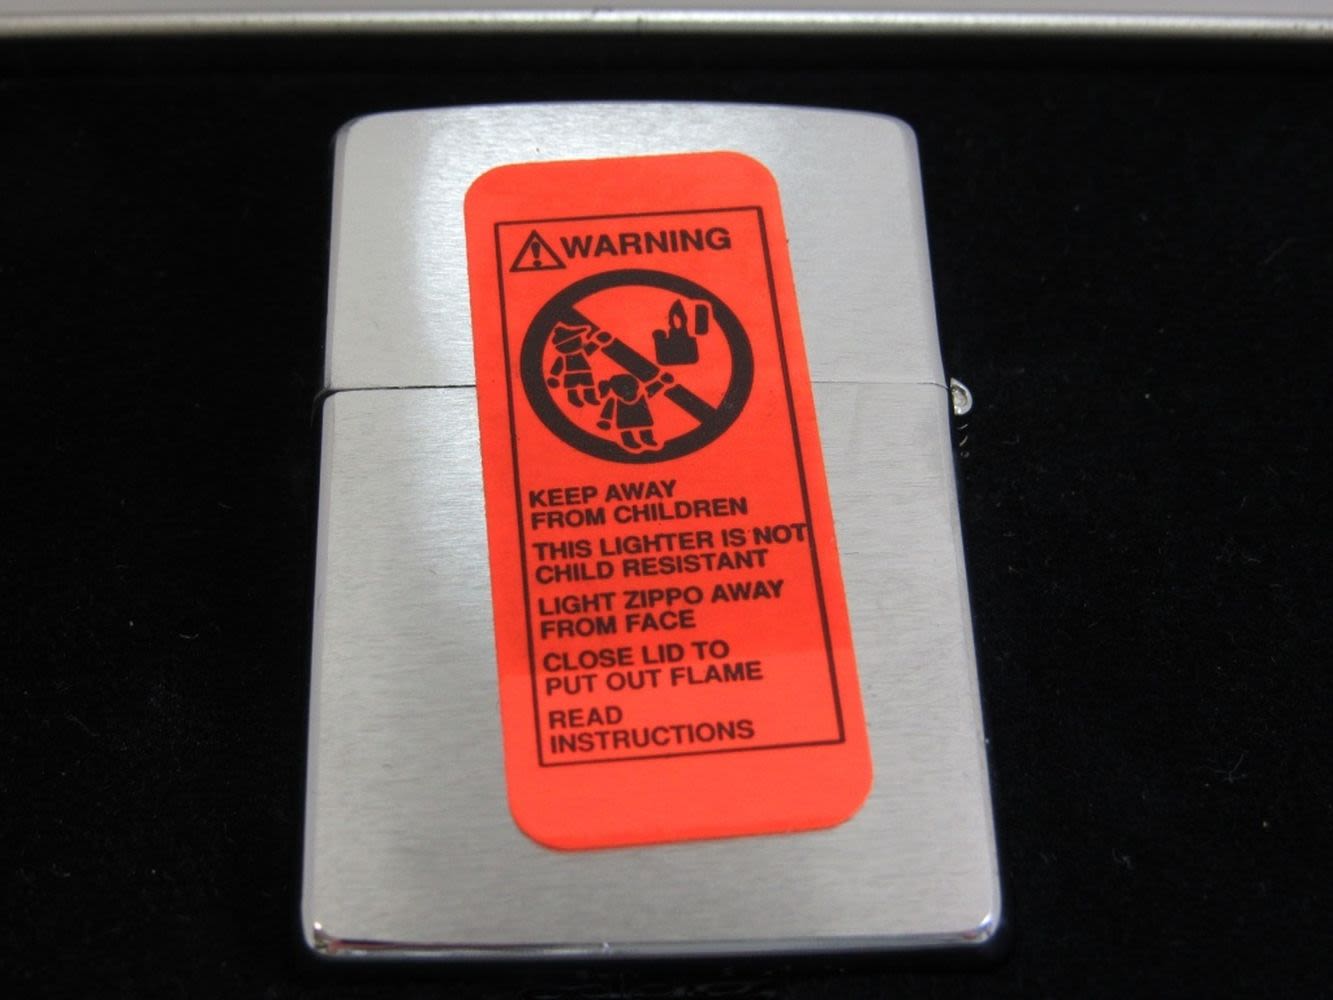 WARNING
KEEP AWAY
FROM CHILDREN
THIS LIGHTER IS NOT
CHILD RESISTANT
LIGHT ZIPPO AWAY
FROM FACE
CLOSE LID TO
PUT OUT FLAME
READ
INSTRUCTIONS